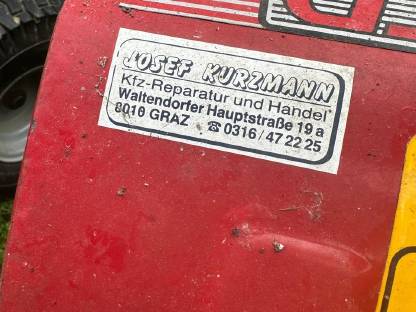 JOSEF KURZMANN
Kfz-Reparatur und Handel
Waltendorfer Hauptstraße 19 a
8010 GRAZ ☎ 0316 / 47 22 25